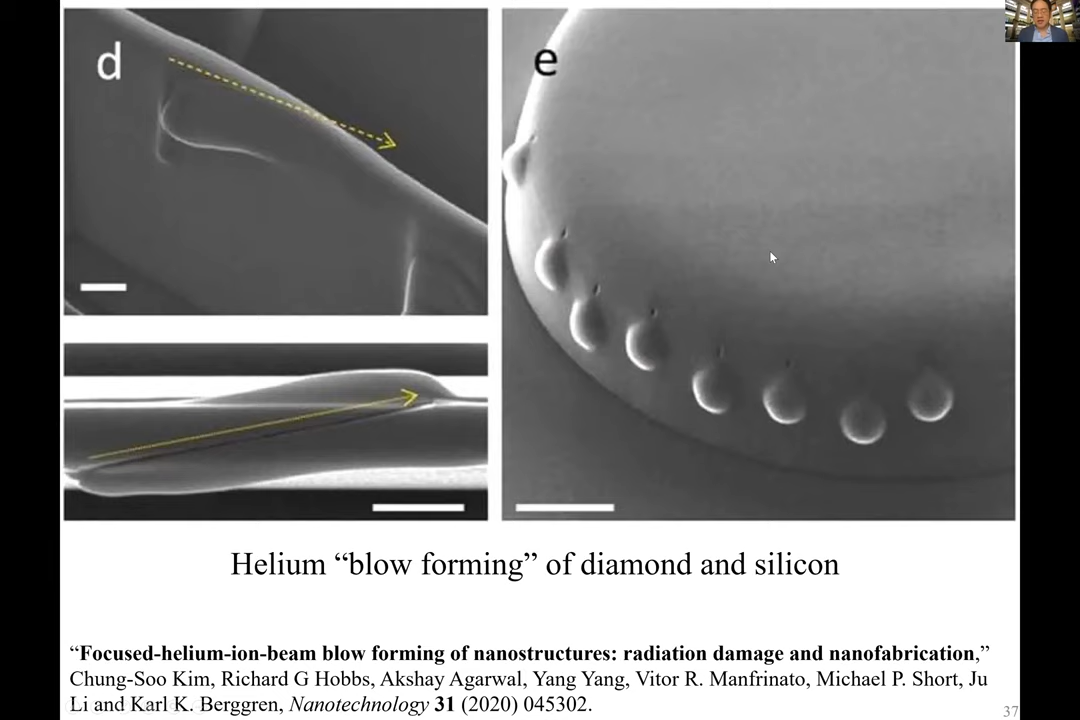 d
e
Helium “blow forming” of diamond and silicon
“Focused-helium-ion-beam blow forming of nanostructures: radiation damage and nanofabrication,”
Chung-Soo Kim, Richard G Hobbs, Akshay Agarwal, Yang Yang, Vitor R. Manfrinato, Michael P. Short, Ju
Li and Karl K. Berggren, Nanotechnology 31 (2020) 045302.
37